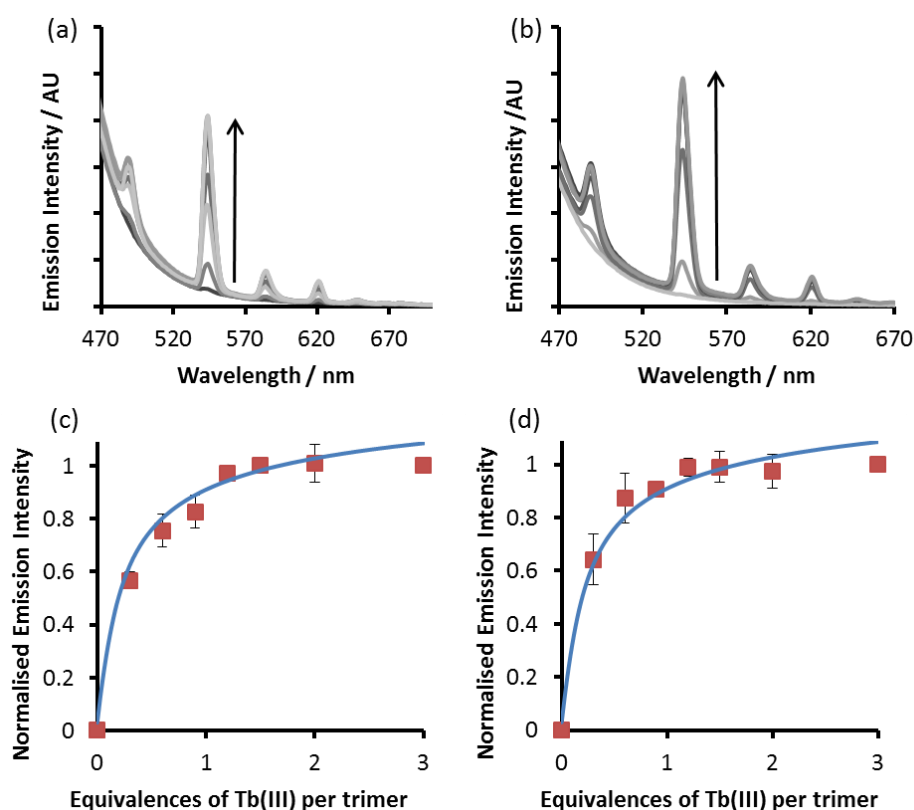 (a)
Emission Intensity / AU
470 520 570 620 670
Wavelength / nm
(b)
Emission Intensity /AU
470 520 570 620 670
Wavelength / nm
(c)
Normalised Emission Intensity
1
0.8
0.6
0.4
0.2
0
0 1 2 3
Equivalences of Tb(III) per trimer
(d)
Normalised Emission Intensity
1
0.8
0.6
0.4
0.2
0
0 1 2 3
Equivalences of Tb(III) per trimer